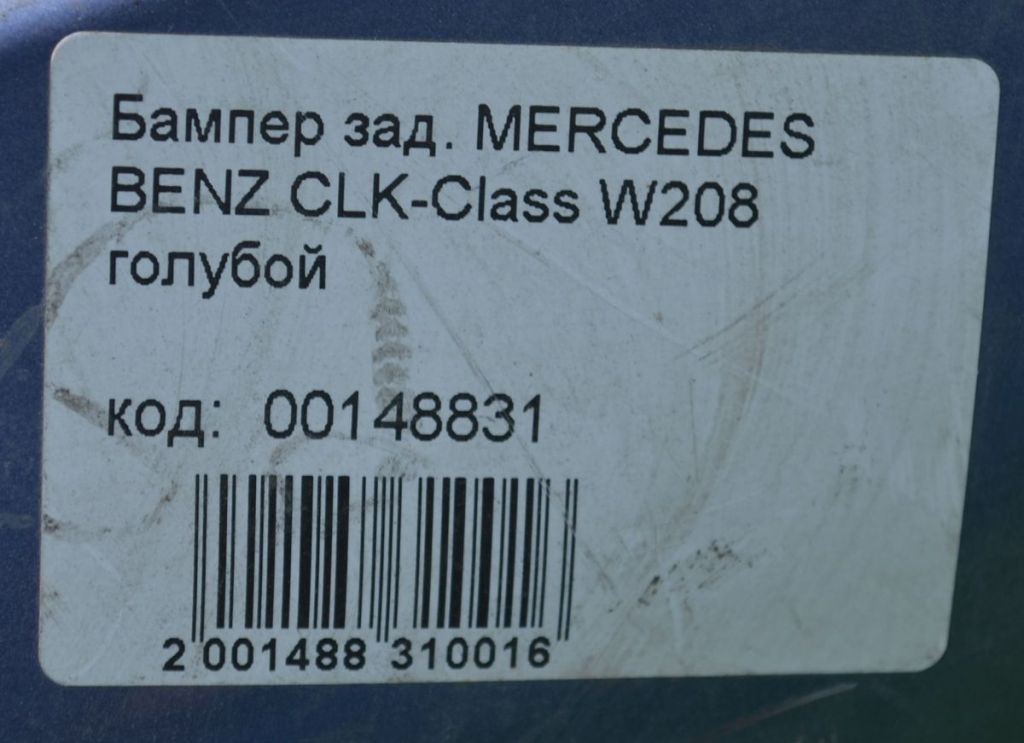 Бампер зад. MERCEDES
BENZ CLK-Class W208
голубой
код: 00148831
2 001488 310016